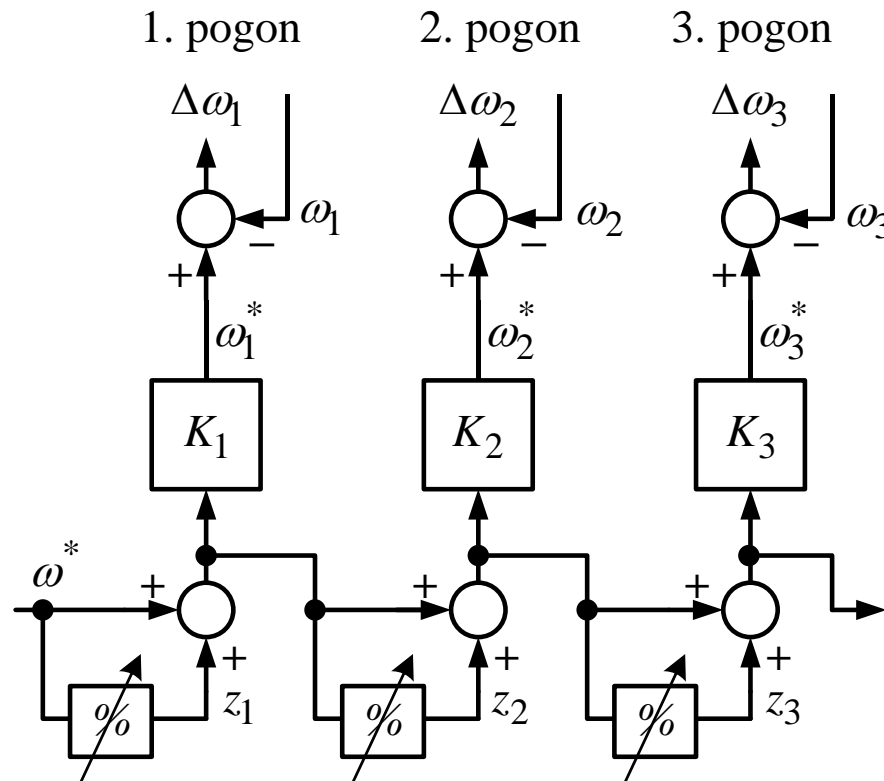 1. pogon 2. pogon 3. pogon
Δω1 Δω2 Δω3
ω1 ω2 ω3
− − −
+ + +
ω1* ω2* ω3*
K1 K2 K3
ω* + + +
+ + +
% z1 % z2 % z3